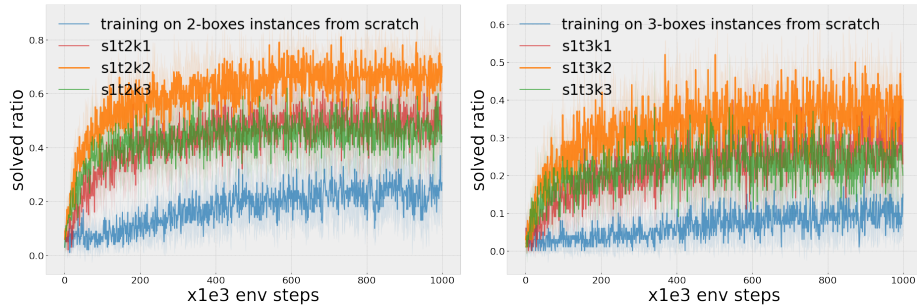 training on 2-boxes instances from scratch
s1t2k1
s1t2k2
s1t2k3
solved ratio
0.8
0.6
0.4
0.2
0.0
0 200 400 600 800 1000
x1e3 env steps
training on 3-boxes instances from scratch
s1t3k1
s1t3k2
s1t3k3
solved ratio
0.6
0.5
0.4
0.3
0.2
0.1
0.0
0 200 400 600 800 1000
x1e3 env steps